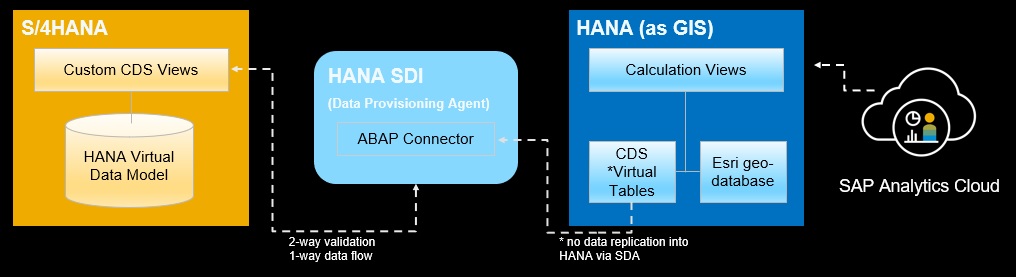 S/4HANA
Custom CDS Views
HANA Virtual
Data Model
HANA SDI
(Data Provisioning Agent)
ABAP Connector
2-way validation
1-way data flow
HANA (as GIS)
Calculation Views
CDS
*Virtual
Tables
Esri geo-
database
* no data replication into
HANA via SDA
SAP Analytics Cloud